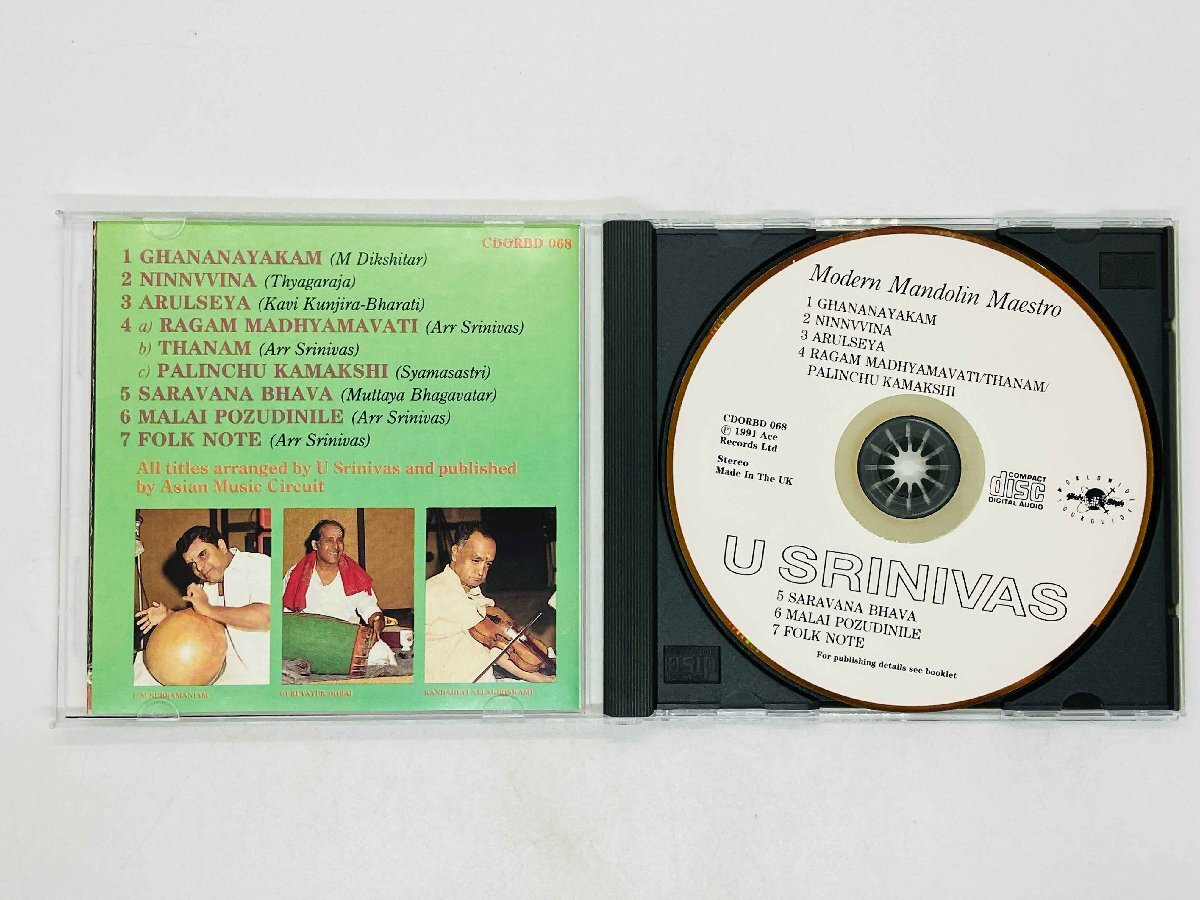 CDORBD 068
1 GHANANAYAKAM (M Dikshitar)
2 NINNVVINA (Thyagaraja)
3 ARULSEYA (Kavi Kunjira-Bharati)
4 a) RAGAM MADHYAMAVATI (Arr Srinivas)
b) THANAM (Arr Srinivas)
c) PALINCHU KAMAKSHI (Syamasastri)
5 SARAVANA BHAVA (Muttaya Bhagavatar)
6 MALAI POZUDINILE (Arr Srinivas)
7 FOLK NOTE (Arr Srinivas)
All titles arranged by U Srinivas and published
by Asian Music Circuit
GURUVAYUR DORAI
Modern Mandolin Maestro
1 GHANANAYAKAM
2 NINNVVINA
3 ARULSEYA
4 RAGAM MADHYAMAVATI/THANAM/
PALINCHU KAMAKSHI
CDORBD 068
Ⓟ 1991 Ace
Records Ltd
Stereo
Made In The UK
COMPACT
disc
DIGITAL AUDIO
WORLDWIDE
YOUR GUIDE
U SRINIVAS
5 SARAVANA BHAVA
6 MALAI POZUDINILE
7 FOLK NOTE
For publishing details see booklet